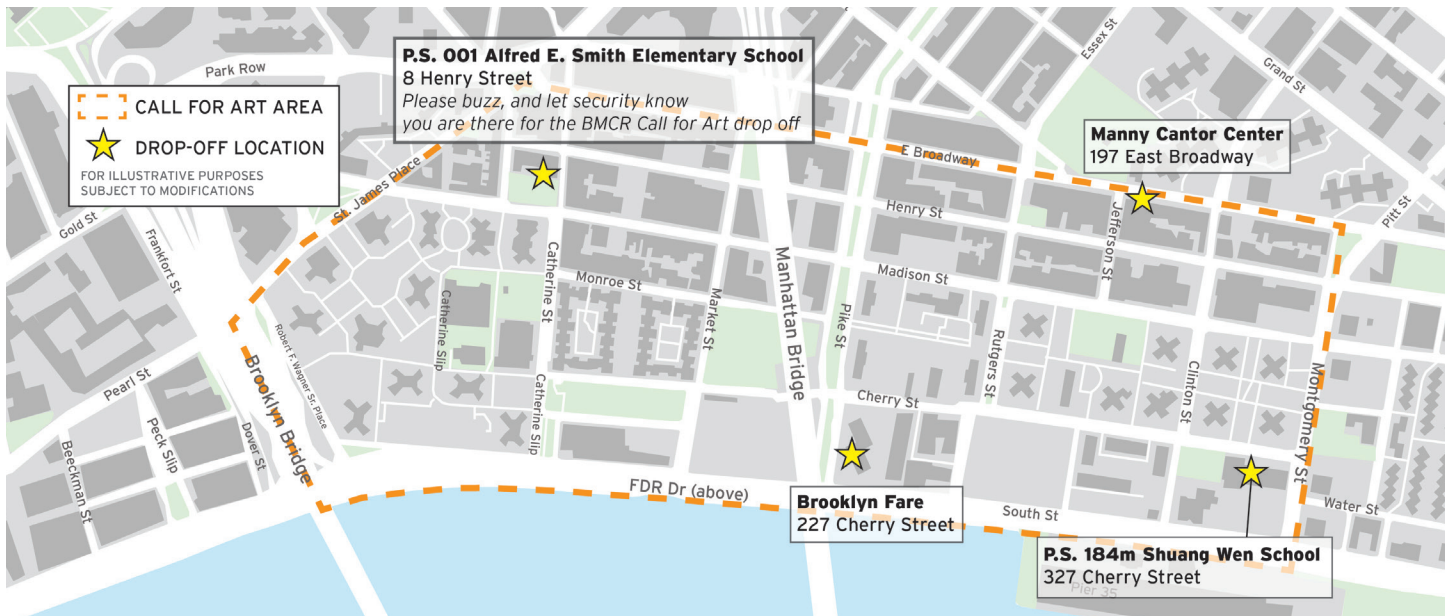 P.S. 001 Alfred E. Smith Elementary School
8 Henry Street
Please buzz, and let security know
you are there for the BMCR Call for Art drop off
Park Row
CALL FOR ART AREA
DROP-OFF LOCATION
FOR ILLUSTRATIVE PURPOSES
SUBJECT TO MODIFICATIONS
Essex St
Grand St
Manny Cantor Center
197 East Broadway
E Broadway
St. James Place
Gold St
Frankfort St
Henry St
Jefferson St
Pitt St
Catherine St
Monroe St
Madison St
Manhattan Bridge
Market St
Pike St
Catherine Slip
Robert F. Wagner Sr. Place
Rutgers St
Clinton St
Montgomery St
Pearl St
Brooklyn Bridge
Cherry St
Catherine Slip
Peck Slip
Dover St
Beeckman St
FDR Dr (above)
Brooklyn Fare
227 Cherry Street
South St
Water St
P.S. 184m Shuang Wen School
327 Cherry Street
Pier 35